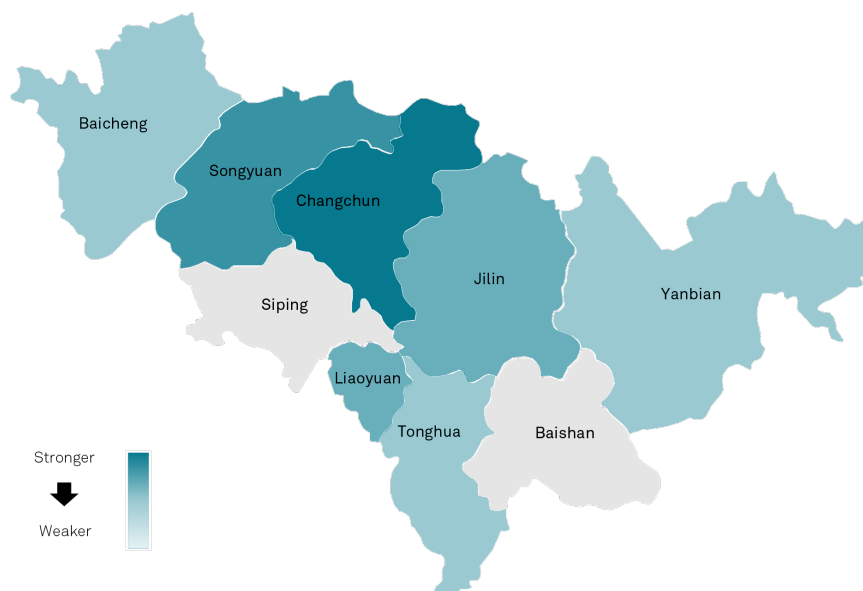 Baicheng
Songyuan
Changchun
Jilin
Yanbian
Siping
Liaoyuan
Tonghua
Baishan
Stronger
Weaker